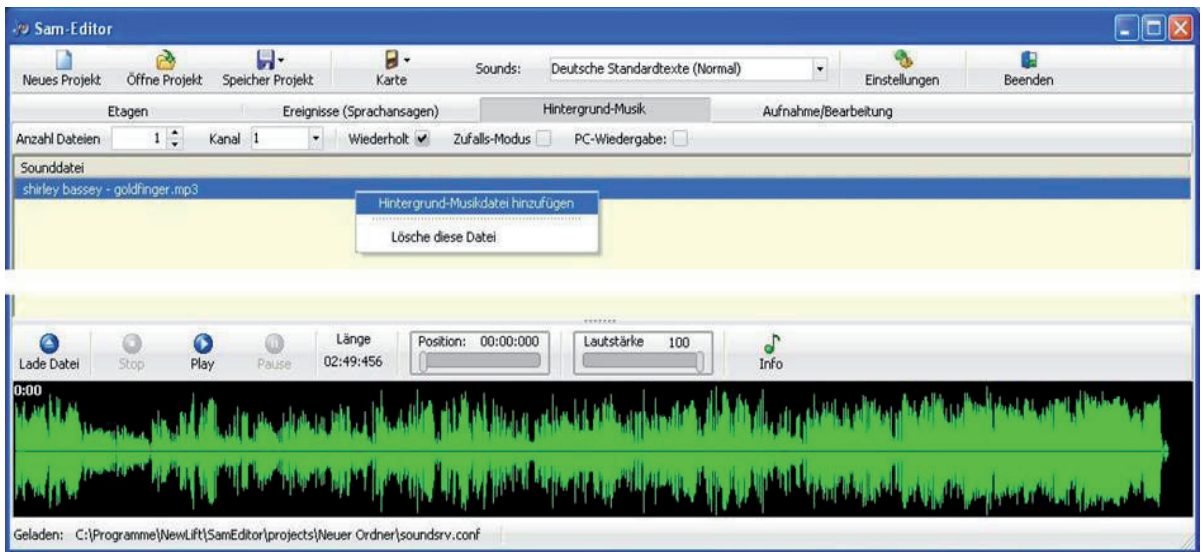 Sam-Editor
Neues Projekt Öffne Projekt Speicher Projekt Karte Sounds: Deutsche Standardtexte (Normal) Einstellungen Beenden
Etagen Ereignisse (Sprachansagen) Hintergrund-Musik Aufnahme/Bearbeitung
Anzahl Dateien 1 Kanal 1 Wiederholt Zufalls-Modus PC-Wiedergabe:
Sounddatei
shirley bassey - goldfinger.mp3
Hintergrund-Musikdatei hinzufügen
Lösche diese Datei
Lade Datei Stop Play Pause Länge 02:49:456 Position: 00:00:000 Lautstärke 100 Info
0:00
Geladen: C:\Programme\NewLift\SamEditor\projects\Neuer Ordner\soundsrv.conf